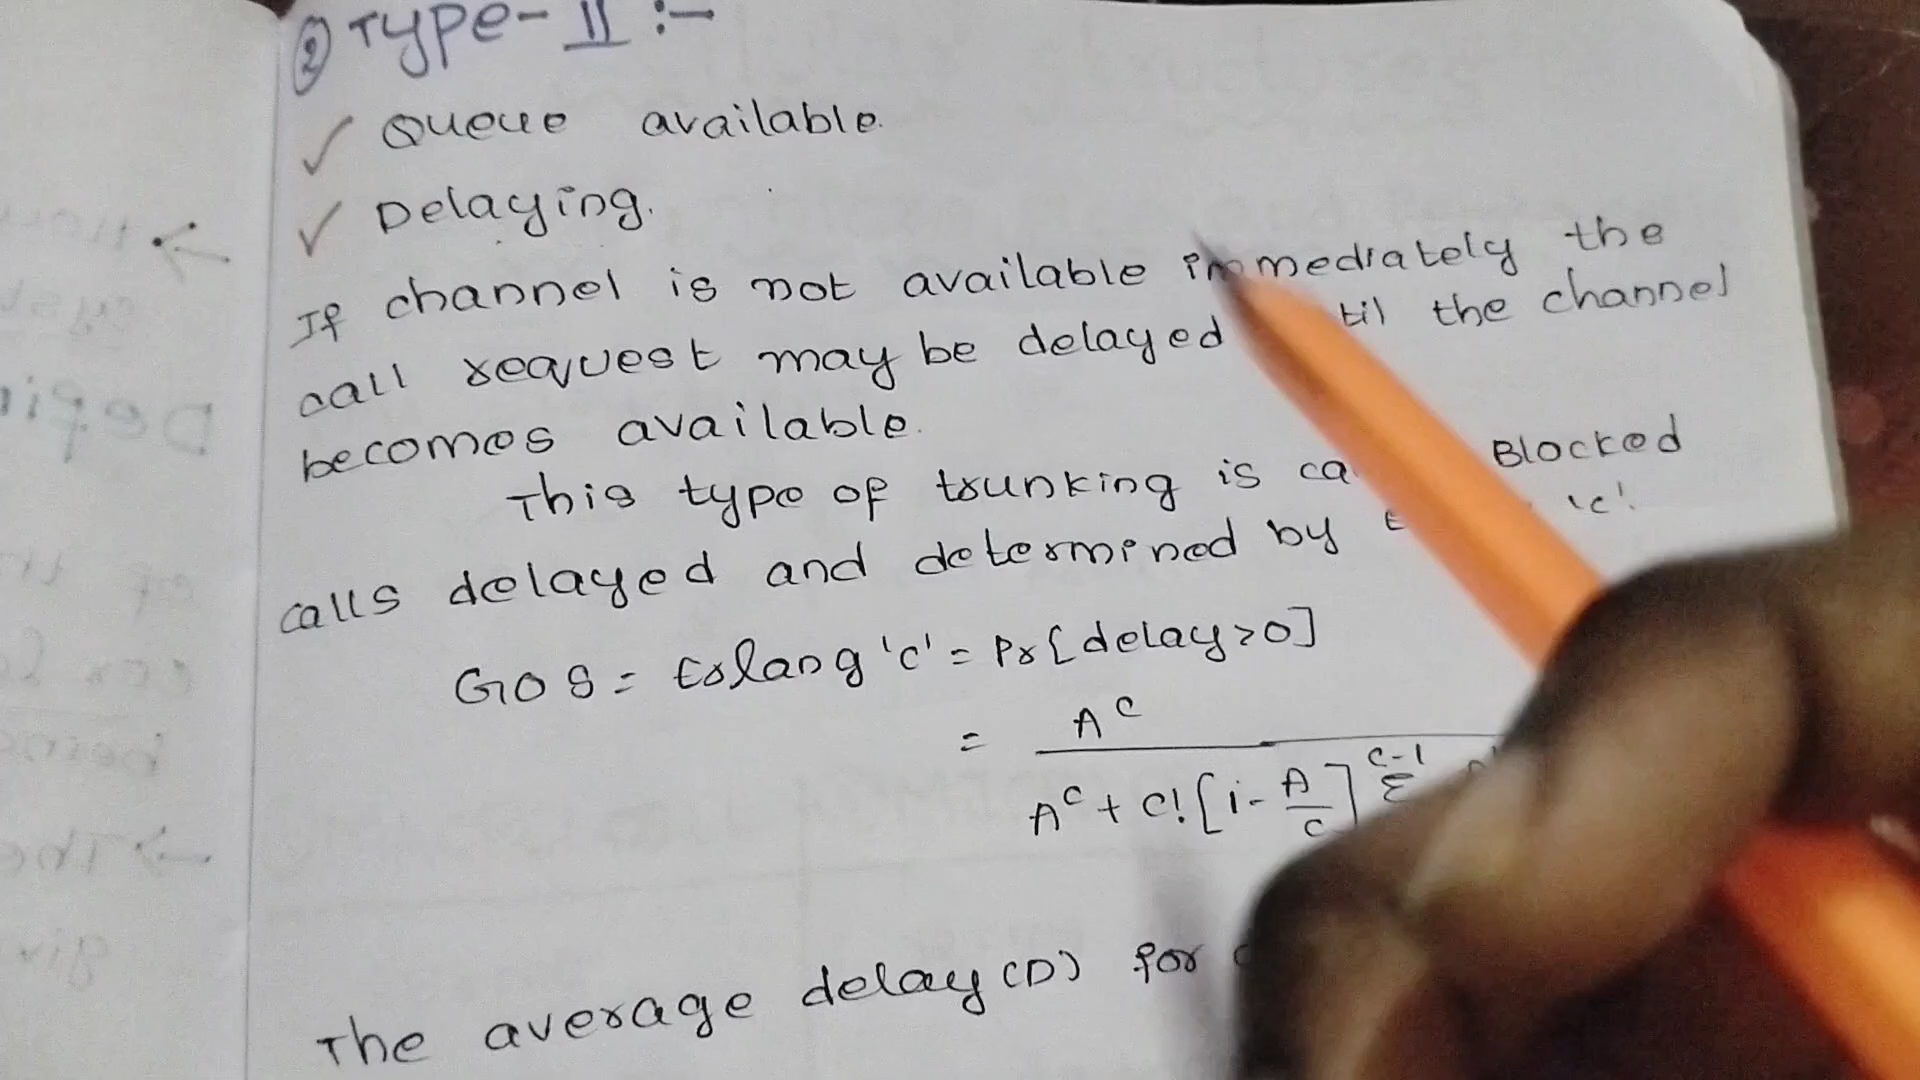 ② Type-II :-
✓ Queue available.
✓ Delaying.
If channel is not available immediately the
call request may be delayed til the channel
becomes available.
This type of trunking is ca Blocked
calls delayed and determined by 'c'.
GOS = Erlang 'c' = Pr[delay>0]
= A^C
A^C + C! [1- A/C] C-1 Σ
The average delay (D) for